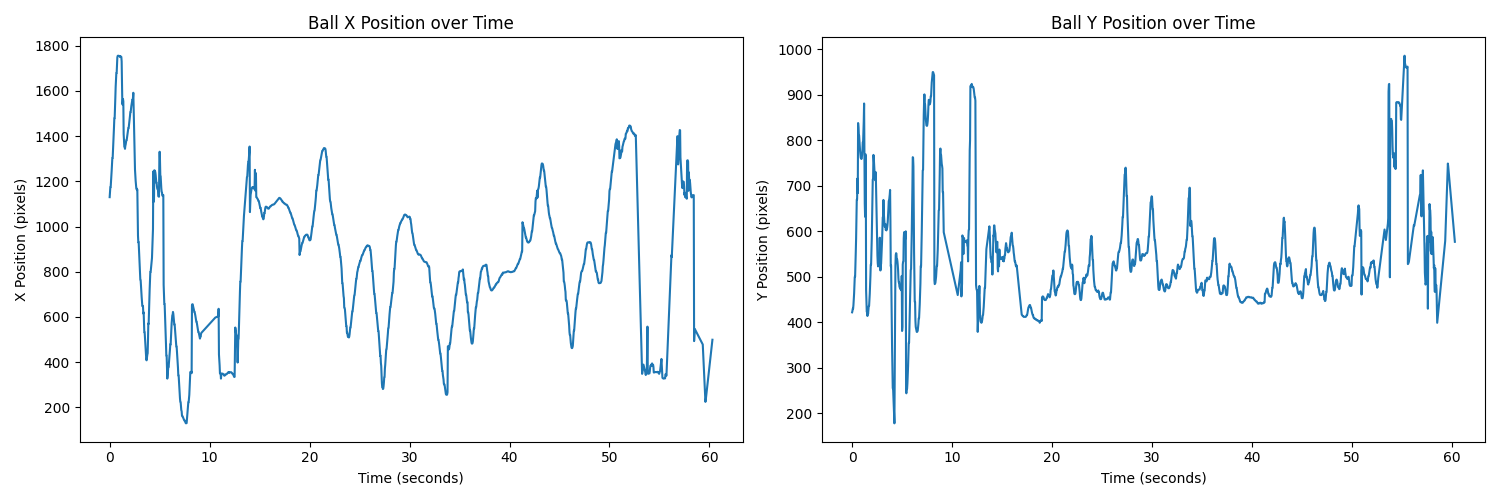 Ball X Position over Time
X Position (pixels)
1800
1600
1400
1200
1000
800
600
400
200
0 10 20 30 40 50 60
Time (seconds)
Ball Y Position over Time
Y Position (pixels)
1000
900
800
700
600
500
400
300
200
0 10 20 30 40 50 60
Time (seconds)